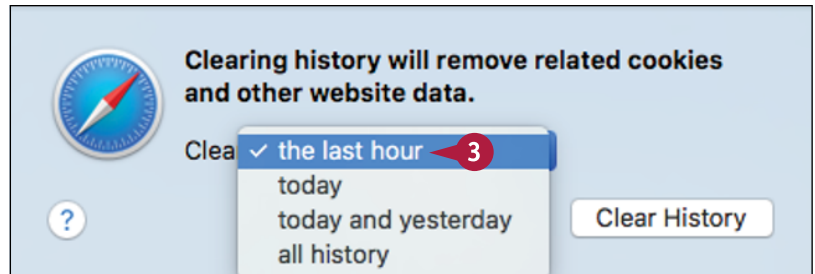 Clearing history will remove related cookies
and other website data.
Clea ✓ the last hour 3
today
? today and yesterday Clear History
all history